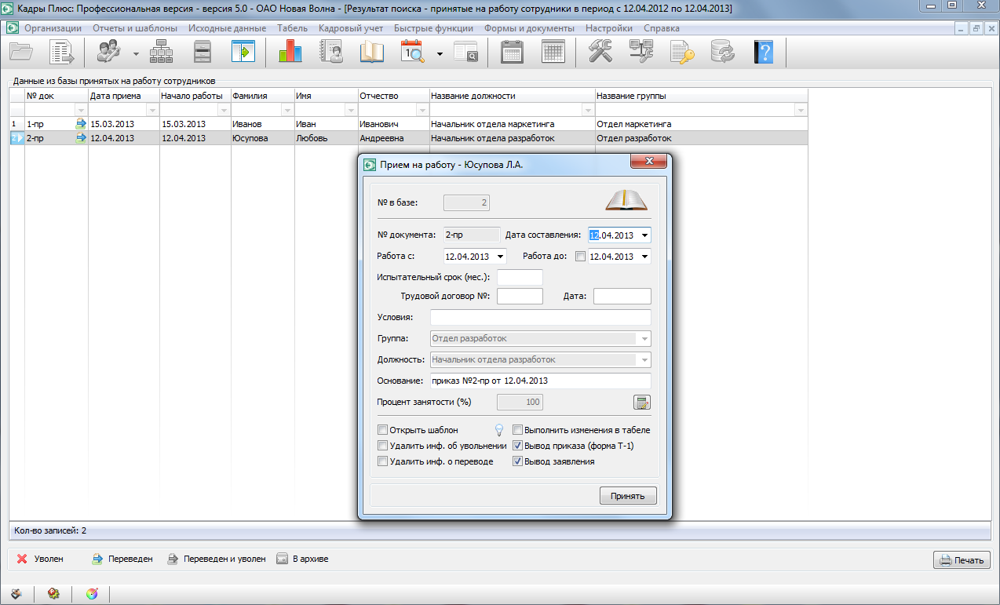 Кадры Плюс: Профессиональная версия - версия 5.0 - ОАО Новая Волна - [Результат поиска - принятые на работу сотрудники в период с 12.04.2012 по 12.04.2013]
Организации Отчеты и шаблоны Исходные данные Табель Кадровый учет Быстрые функции Формы и документы Настройки Справка
Данные из базы принятых на работу сотрудников
№ док Дата приема Начало работы Фамилия Имя Отчество Название должности Название группы
1 1-пр 15.03.2013 15.03.2013 Иванов Иван Иванович Начальник отдела маркетинга Отдел маркетинга
2 2-пр 12.04.2013 12.04.2013 Юсупова Любовь Андреевна Начальник отдела разработок Отдел разработок
Прием на работу - Юсупова Л.А.
№ в базе: 2
№ документа: 2-пр Дата составления: 12.04.2013
Работа с: 12.04.2013 Работа до: 12.04.2013
Испытательный срок (мес.):
Трудовой договор №: Дата:
Условия:
Группа: Отдел разработок
Должность: Начальник отдела разработок
Основание: приказ №2-пр от 12.04.2013
Процент занятости (%) 100
Открыть шаблон Выполнить изменения в табеле
Удалить инф. об увольнении Вывод приказа (форма Т-1)
Удалить инф. о переводе Вывод заявления
Принять
Кол-во записей: 2
Уволен Переведен Переведен и уволен В архиве Печать